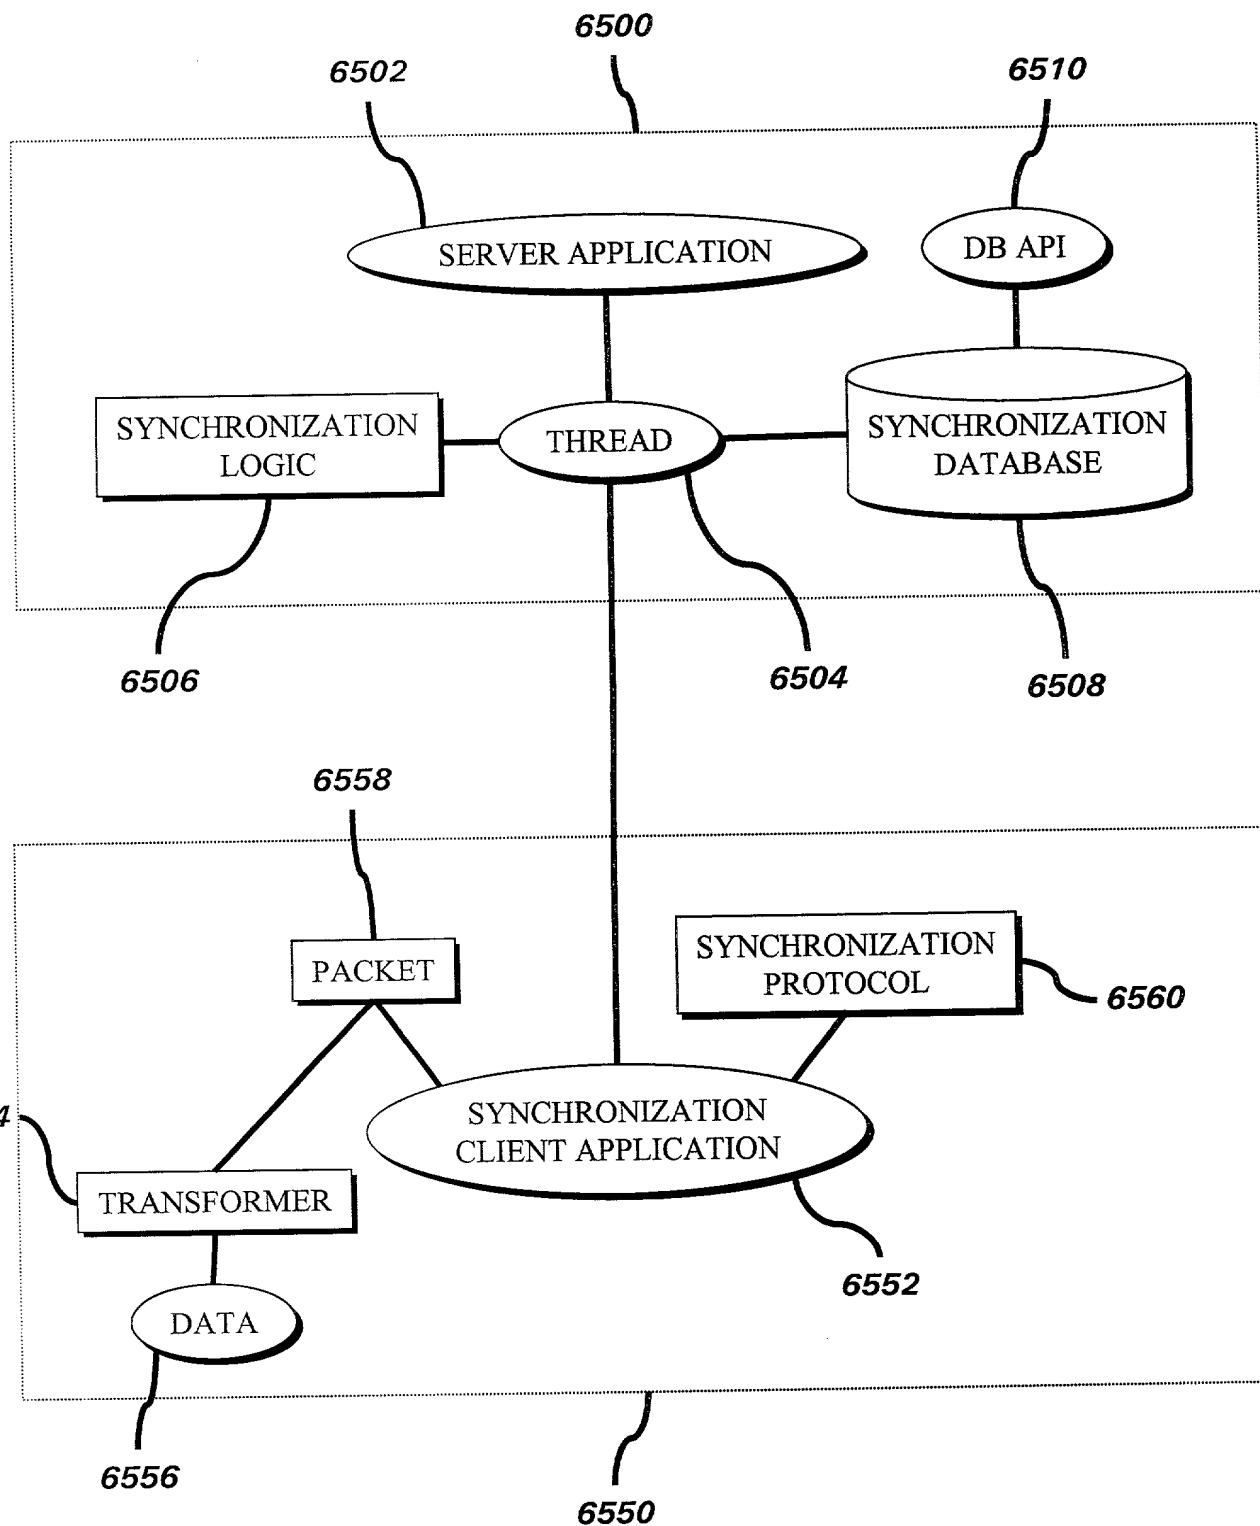 6500
6502
6510
SERVER APPLICATION
DB API
SYNCHRONIZATION
LOGIC
THREAD
SYNCHRONIZATION
DATABASE
6506
6504
6508
6558
PACKET
SYNCHRONIZATION
PROTOCOL
6560
4
SYNCHRONIZATION
CLIENT APPLICATION
TRANSFORMER
6552
DATA
6556
6550